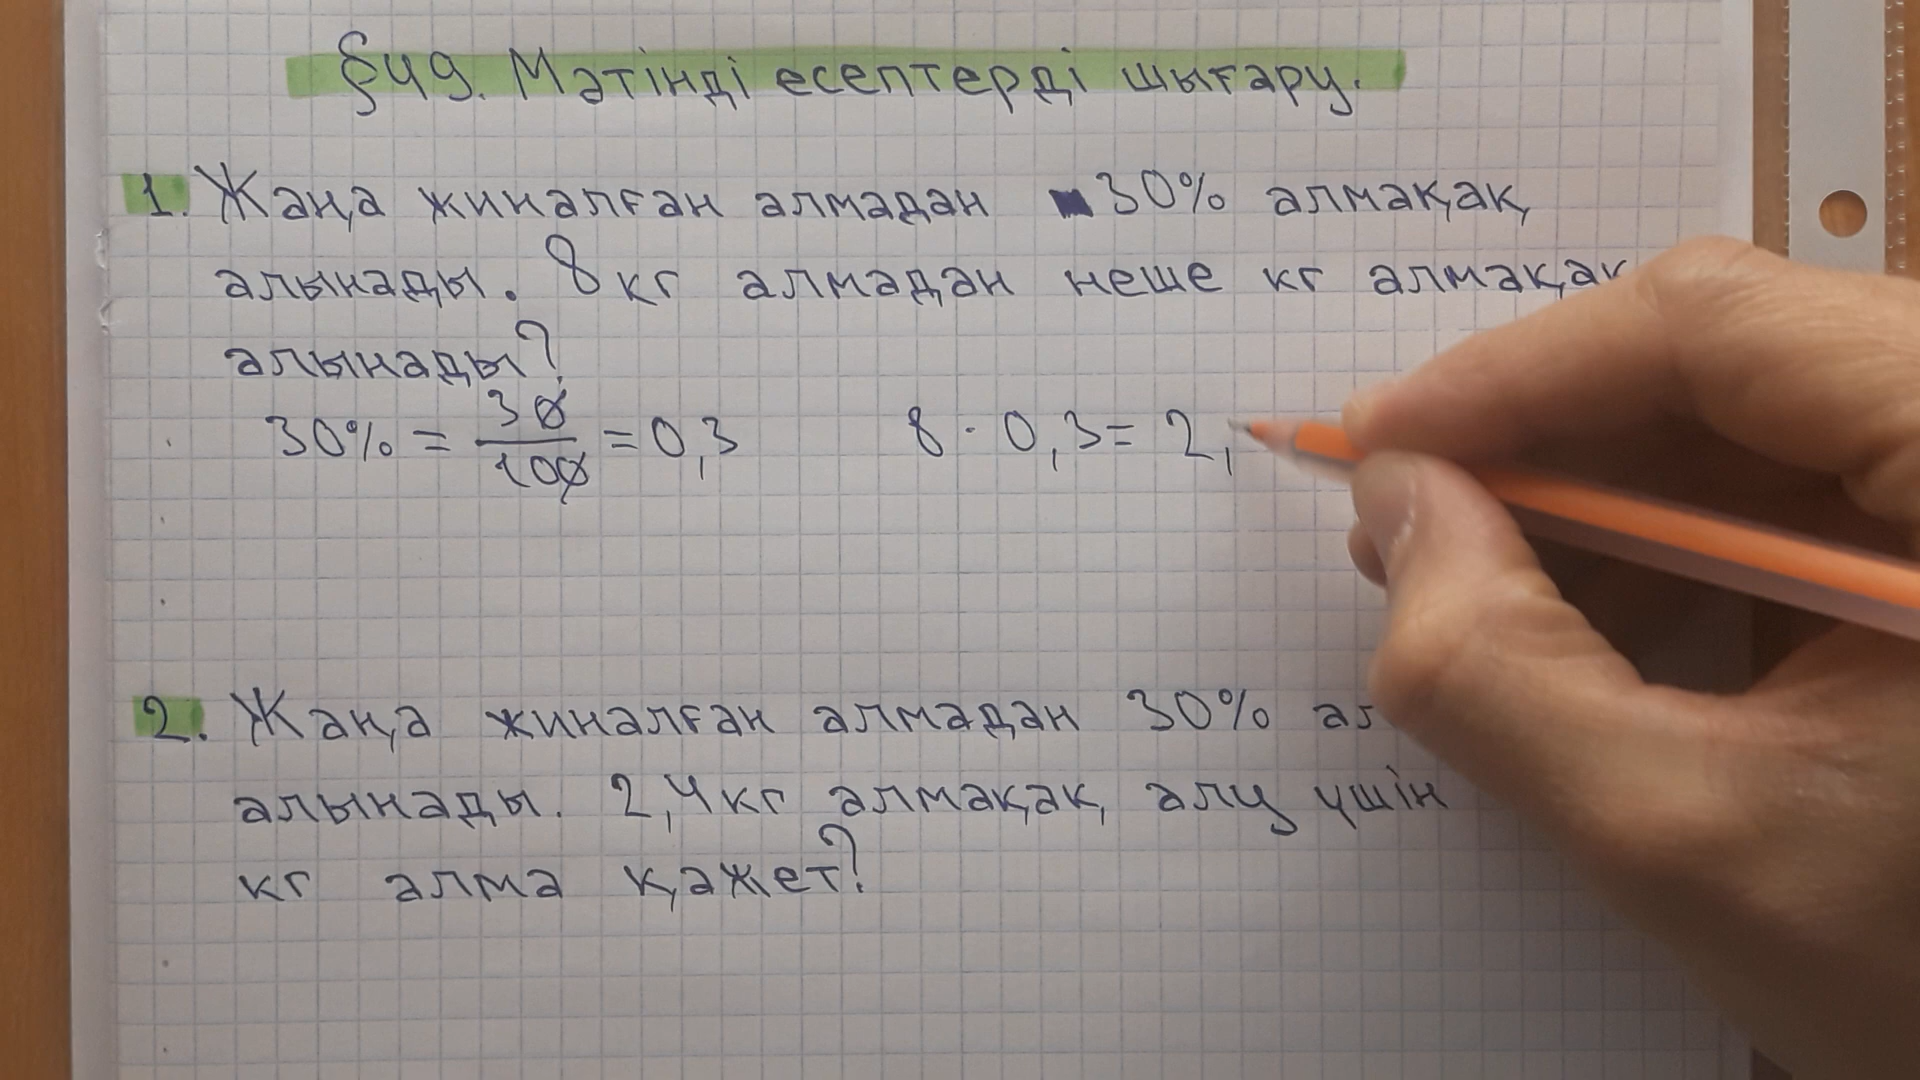 §49. Мәтінді есептерді шығару.
1. Жаңа жиналған алмадан 30% алмақақ
алынады. 8 кг алмадан неше кг алмақақ
алынады?
30% = 30/100 = 0,3 8 · 0,3 = 2,
2. Жаңа жиналған алмадан 30% ал
алынады. 2,4 кг алмақақ алу үшін
кг алма қажет?